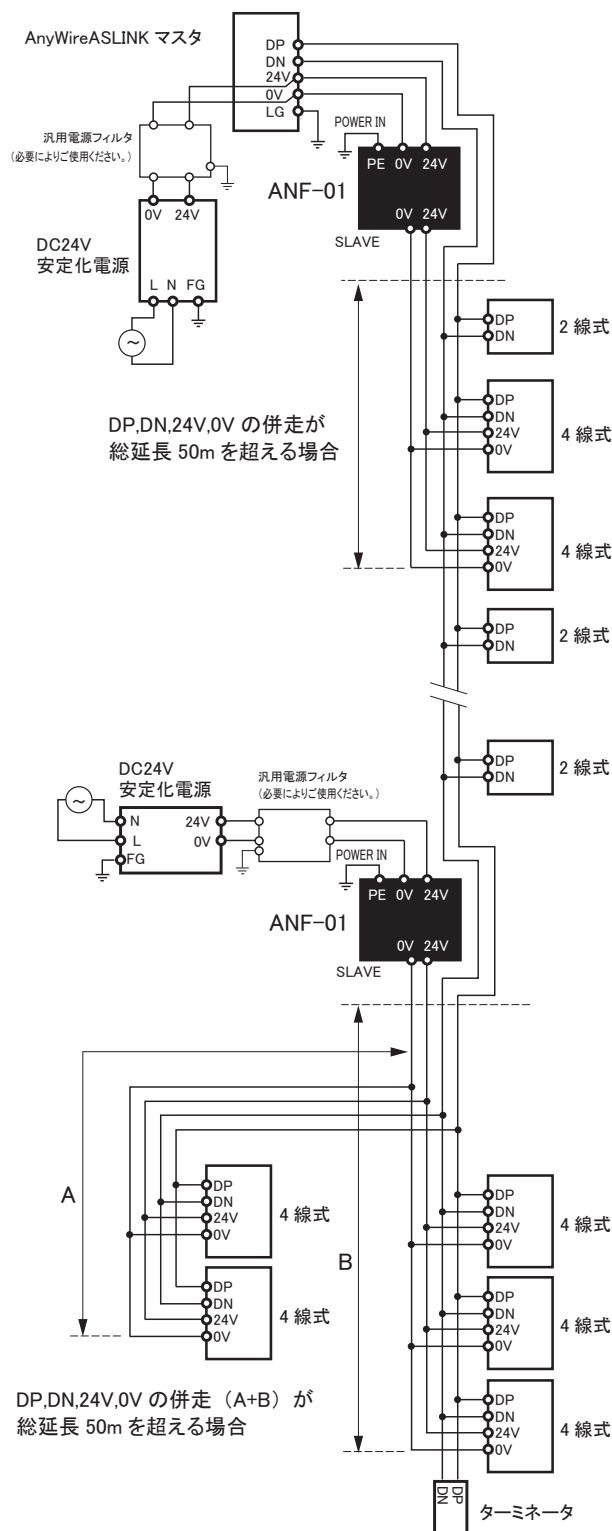 AnyWireASLINK マスタ
DP
DN
24V
0V
LG
汎用電源フィルタ
(必要によりご使用ください。)
POWER IN
PE 0V 24V
ANF-01
0V 24V
SLAVE
0V 24V
DC24V
安定化電源
L N FG
DP
DN
2 線式
DP,DN,24V,0V の併走が
総延長 50m を超える場合
DP
DN
24V
0V
4 線式
DP
DN
24V
0V
4 線式
DP
DN
2 線式
DP
DN
2 線式
DC24V
安定化電源
N
L
FG
24V
0V
汎用電源フィルタ
(必要によりご使用ください。)
POWER IN
PE 0V 24V
ANF-01
0V 24V
SLAVE
A
DP
DN
24V
0V
4 線式
DP
DN
24V
0V
4 線式
B
DP
DN
24V
0V
4 線式
DP
DN
24V
0V
4 線式
DP
DN
24V
0V
4 線式
DP,DN,24V,0V の併走（A+B）が
総延長 50m を超える場合
DN
DP
ターミネータ